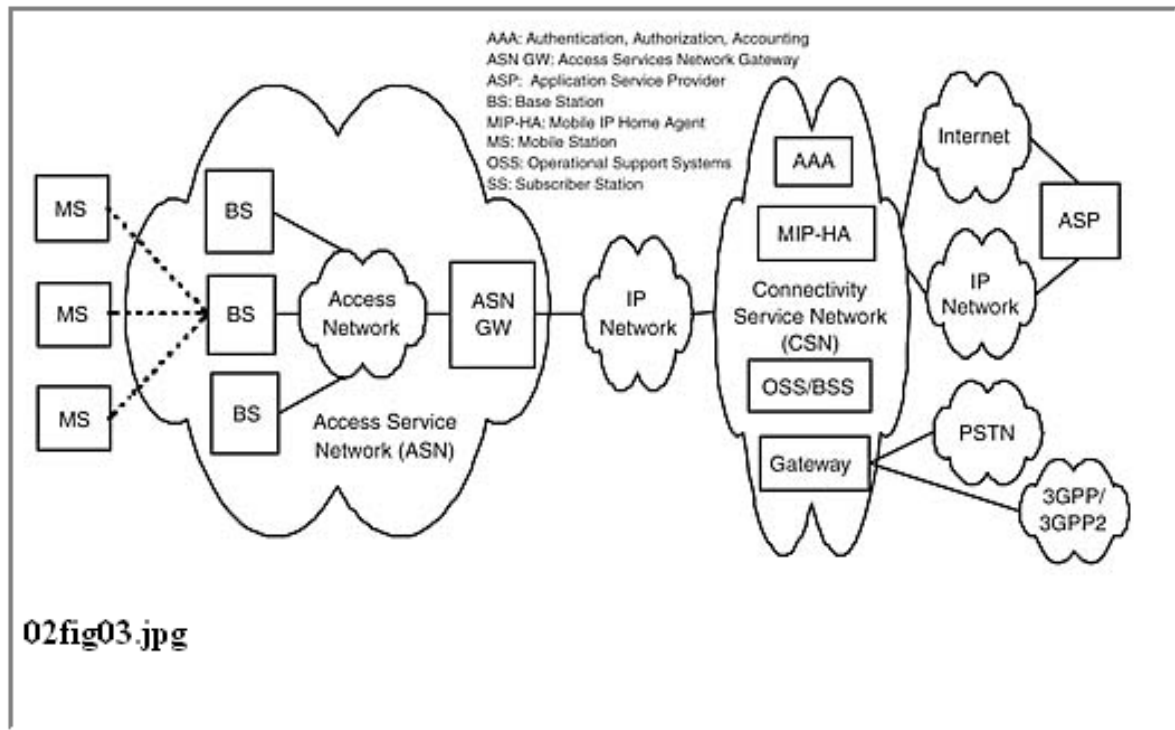 AAA: Authentication, Authorization, Accounting
ASN GW: Access Services Network Gateway
ASP: Application Service Provider
BS: Base Station
MIP-HA: Mobile IP Home Agent
MS: Mobile Station
OSS: Operational Support Systems
SS: Subscriber Station
MS
MS
MS
BS
BS
BS
Access
Network
ASN
GW
Access Service
Network (ASN)
IP
Network
AAA
MIP-HA
Connectivity
Service Network
(CSN)
OSS/BSS
Gateway
Internet
IP
Network
ASP
PSTN
3GPP/
3GPP2
02fig03.jpg